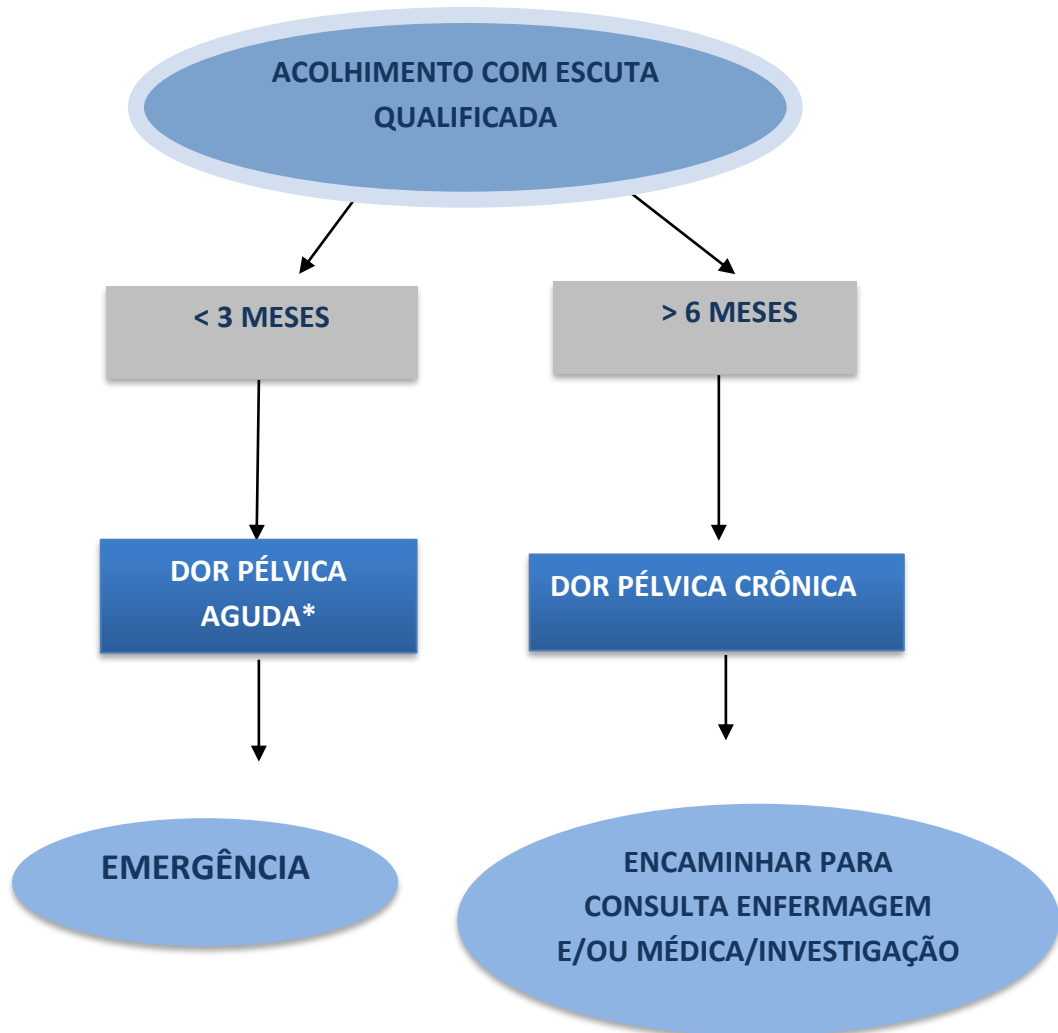 ACOLHIMENTO COM ESCUTA
QUALIFICADA
< 3 MESES
> 6 MESES
DOR PÉLVICA
AGUDA*
DOR PÉLVICA CRÔNICA
EMERGÊNCIA
ENCAMINHAR PARA
CONSULTA ENFERMAGEM
E/OU MÉDICA/INVESTIGAÇÃO